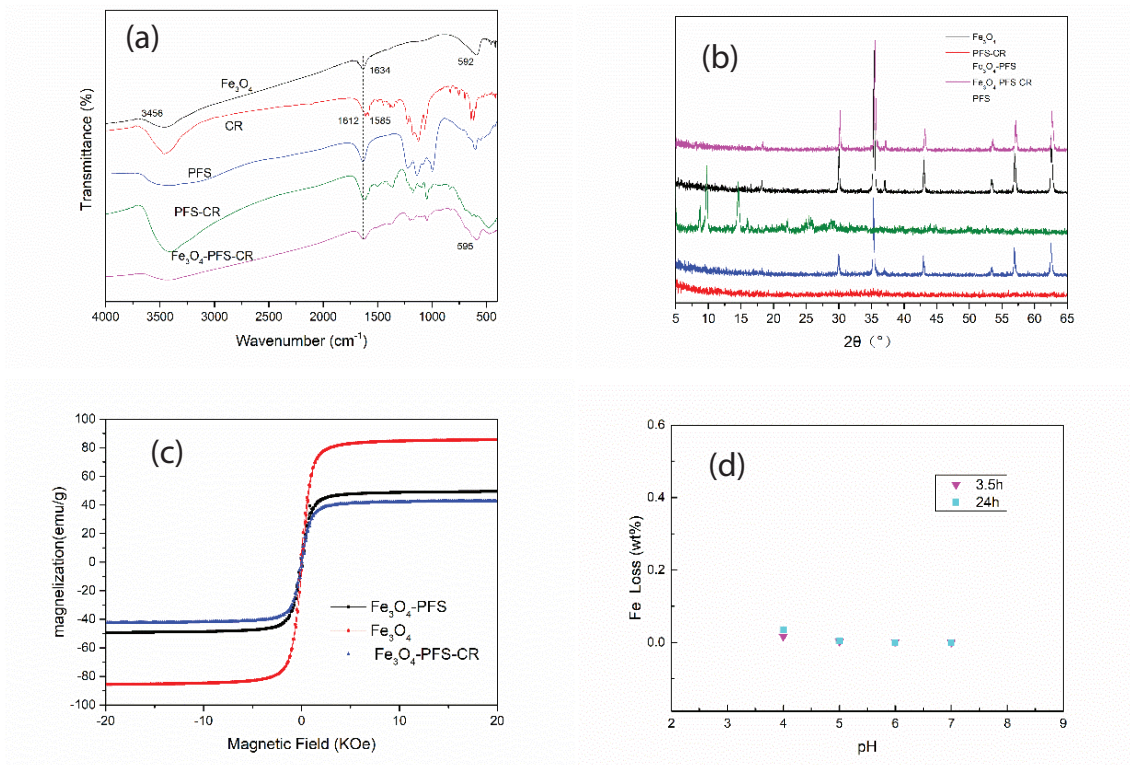 (a)
Transmittance (%)
3456
Fe₃O₄
1634
592
CR
1612
1585
PFS
PFS-CR
Fe₃O₄-PFS-CR
595
4000 3500 3000 2500 2000 1500 1000 500
Wavenumber (cm⁻¹)
(b)
Fe₃O₄
PFS-CR
Fe₃O₄-PFS
Fe₃O₄-PFS-CR
PFS
5 10 15 20 25 30 35 40 45 50 55 60 65
2θ (°)
(c)
magnelization(emu/g)
100
80
60
40
20
0
-20
-40
-60
-80
-100
Fe₃O₄-PFS
Fe₃O₄
Fe₃O₄-PFS-CR
-20 -10 0 10 20
Magnetic Field (KOe)
(d)
Fe Loss (wt%)
0.6
0.4
0.2
0.0
3.5h
24h
2 3 4 5 6 7 8 9
pH